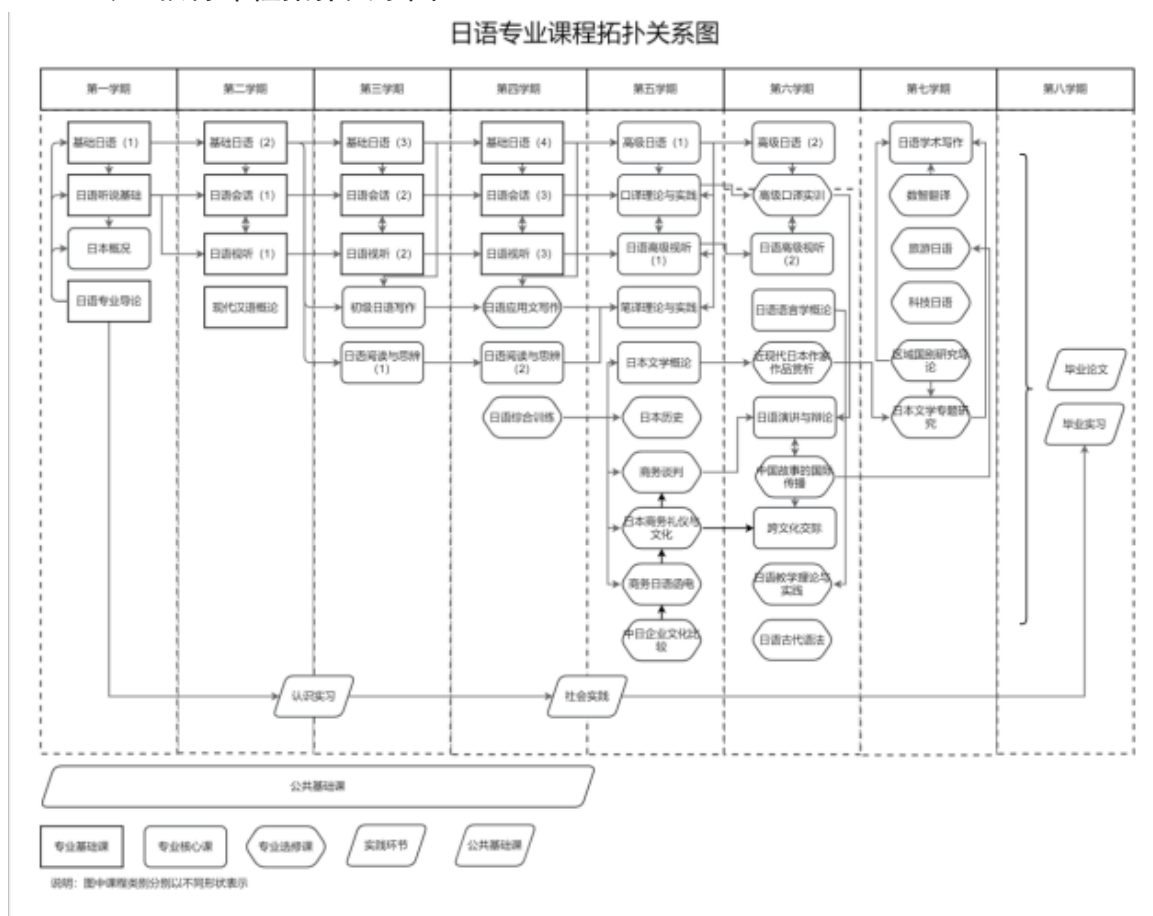 日语专业课程拓扑关系图
第一学期
第二学期
第三学期
第四学期
第五学期
第六学期
第七学期
第八学期
基础日语（1）
日语听说基础
日本概况
日语专业导论
基础日语（2）
日语会话（1）
日语视听（1）
现代汉语概论
基础日语（3）
日语会话（2）
日语视听（2）
初级日语写作
日语阅读与思辨
（1）
基础日语（4）
日语会话（3）
日语视听（3）
日语应用文写作
日语阅读与思辨
（2）
日语综合训练
高级日语（1）
口译理论与实践
日语高级视听
（1）
笔译理论与实践
日本文学概论
日本历史
商务谈判
日本商务礼仪与
文化
商务日语函电
中日企业文化比
较
高级日语（2）
高级口译实训
日语高级视听
（2）
日语语言学概论
近现代日本作家
作品赏析
日语演讲与辩论
中国故事的国际
传播
跨文化交际
日语教学理论与
实践
日语古代语法
日语学术写作
数智翻译
旅游日语
科技日语
区域国别研究导
论
日本文学专题研
究
毕业论文
毕业实习
认识实习
社会实践
公共基础课
专业基础课
专业核心课
专业选修课
实践环节
公共基础课
说明：图中课程类别分别以不同形状表示